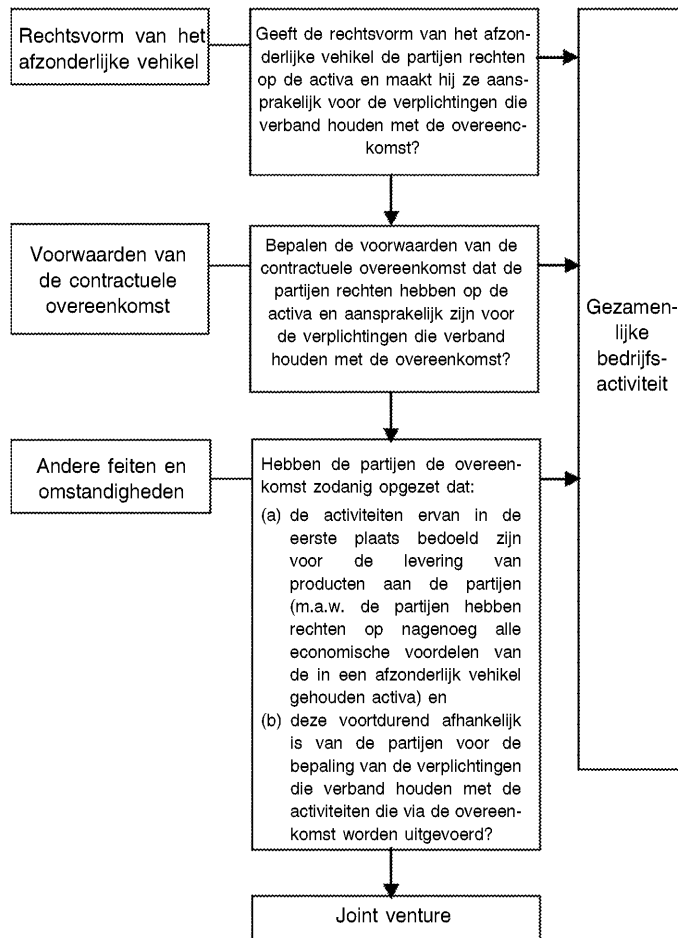 Rechtsvorm van het
afzonderlijke vehikel
Geeft de rechtsvorm van het afzon-
derlijke vehikel de partijen rechten
op de activa en maakt hij ze aans-
prakelijk voor de verplichtingen die
verband houden met de overeenc-
komst?
Voorwaarden van
de contractuele
overeenkomst
Bepalen de voorwaarden van de
contractuele overeenkomst dat de
partijen rechten hebben op de
activa en aansprakelijk zijn voor
de verplichtingen die verband
houden met de overeenkomst?
Gezamen-
lijke
bedrijfs-
activiteit
Andere feiten en
omstandigheden
Hebben de partijen de overeen-
komst zodanig opgezet dat:
(a) de activiteiten ervan in de
eerste plaats bedoeld zijn
voor de levering van
producten aan de partijen
(m.a.w. de partijen hebben
rechten op nagenoeg alle
economische voordelen van
de in een afzonderlijk vehikel
gehouden activa) en
(b) deze voortdurend afhankelijk
is van de partijen voor de
bepaling van de verplichtingen
die verband houden met de
activiteiten die via de overeen-
komst worden uitgevoerd?
Joint venture